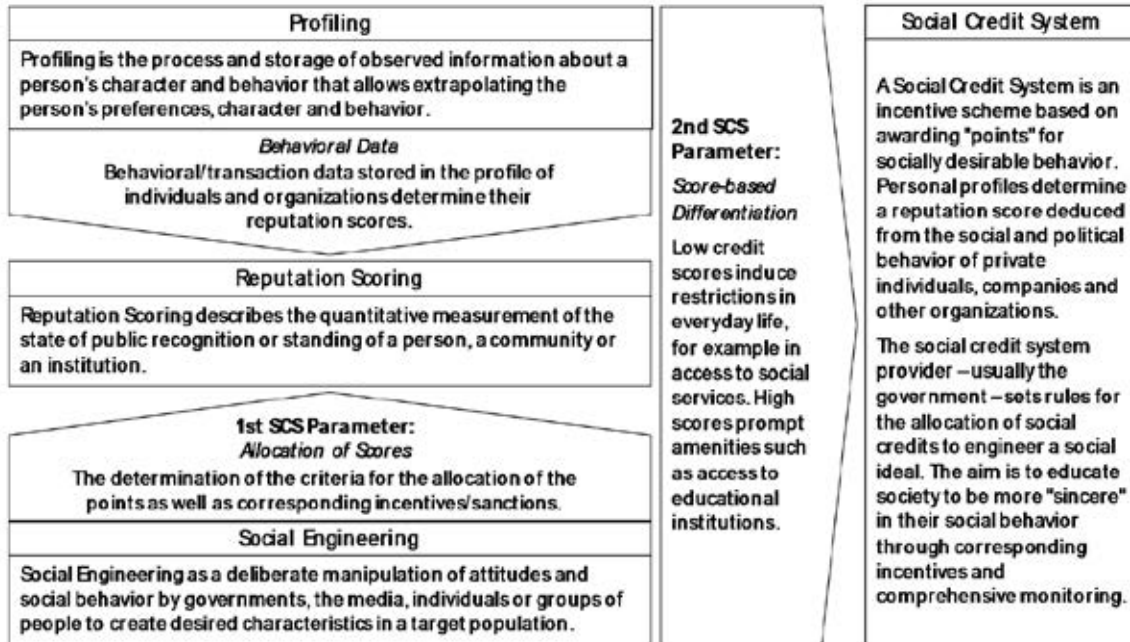 Profiling
Profiling is the process and storage of observed information about a
person's character and behavior that allows extrapolating the
person's preferences, character and behavior.
Behavioral Data
Behavioral/transaction data stored in the profile of
individuals and organizations determine their
reputation scores.
Reputation Scoring
Reputation Scoring describes the quantitative measurement of the
state of public recognition or standing of a person, a community or
an institution.
1st SCS Parameter:
Allocation of Scores
The determination of the criteria for the allocation of the
points as well as corresponding incentives/sanctions.
Social Engineering
Social Engineering as a deliberate manipulation of attitudes and
social behavior by governments, the media, individuals or groups of
people to create desired characteristics in a target population.
2nd SCS
Parameter:
Score-based
Differentiation
Low credit
scores induce
restrictions in
everyday life,
for example in
access to social
services. High
scores prompt
amenities such
as access to
educational
institutions.
Social Credit System
A Social Credit System is an
incentive scheme based on
awarding "points" for
socially desirable behavior.
Personal profiles determine
a reputation score deduced
from the social and political
behavior of private
individuals, companies and
other organizations.
The social credit system
provider – usually the
government – sets rules for
the allocation of social
credits to engineer a social
ideal. The aim is to educate
society to be more "sincere"
in their social behavior
through corresponding
incentives and
comprehensive monitoring.